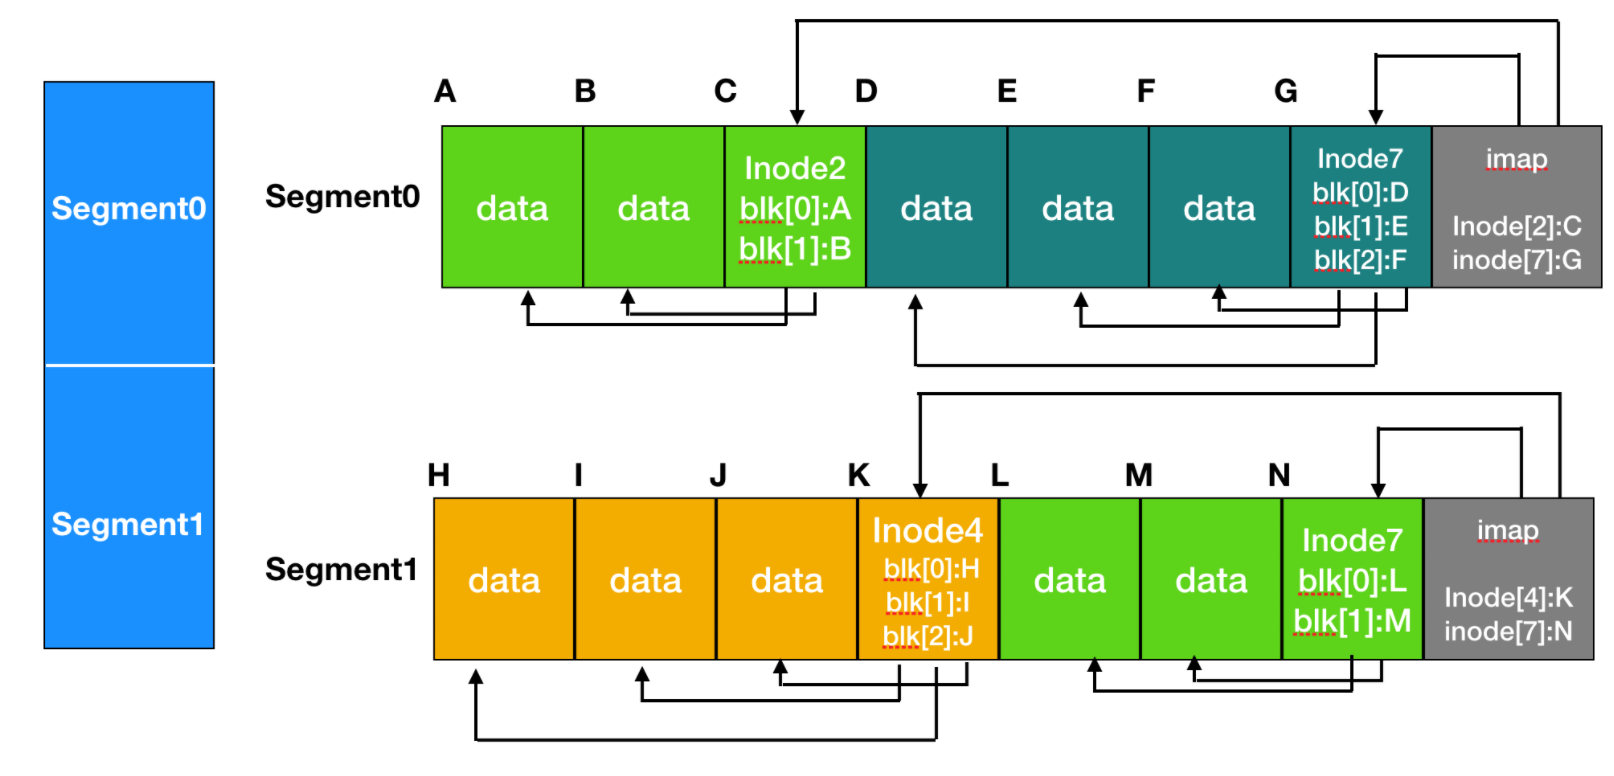 Segment0
Segment1
A B C D E F G
Segment0
data
data
Inode2
blk[0]:A
blk[1]:B
data
data
data
Inode7
blk[0]:D
blk[1]:E
blk[2]:F
imap
Inode[2]:C
inode[7]:G
H I J K L M N
Segment1
data
data
data
Inode4
blk[0]:H
blk[1]:I
blk[2]:J
data
data
Inode7
blk[0]:L
blk[1]:M
imap
Inode[4]:K
inode[7]:N